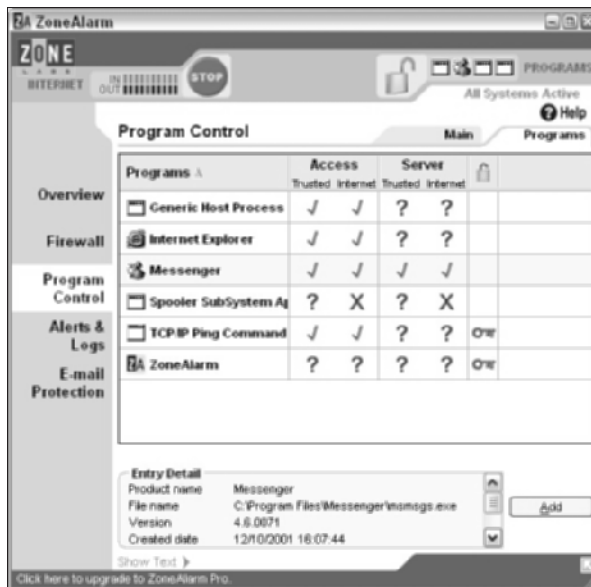 ZA ZoneAlarm
ZONE
LABS
INTERNET
IN
OUT
STOP
PROGRAMS
All Systems Active
Help
Program Control
Main
Programs
Overview
Firewall
Program
Control
Alerts &
Logs
E-mail
Protection
Programs Access Server
Trusted Internet Trusted Internet
Generic Host Process √ √ ? ?
Internet Explorer √ √ ? ?
Messenger √ √ √ √
Spooler SubSystem Ap ? X ? X
TCP/IP Ping Command √ √ ? ?
ZA ZoneAlarm ? ? ? ?
Entry Detail
Product name Messenger
File name C:\Program Files\Messenger\msmsgs.exe
Version 4.6.0071
Created date 12/10/2001 16:07:44
Add
Show Text
Click here to upgrade to ZoneAlarm Pro.